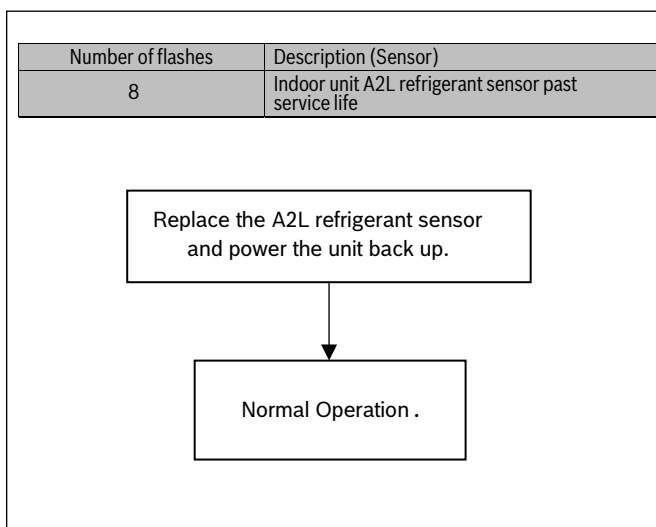 Number of flashes Description (Sensor)
8 Indoor unit A2L refrigerant sensor past
service life
Replace the A2L refrigerant sensor
and power the unit back up.
Normal Operation .